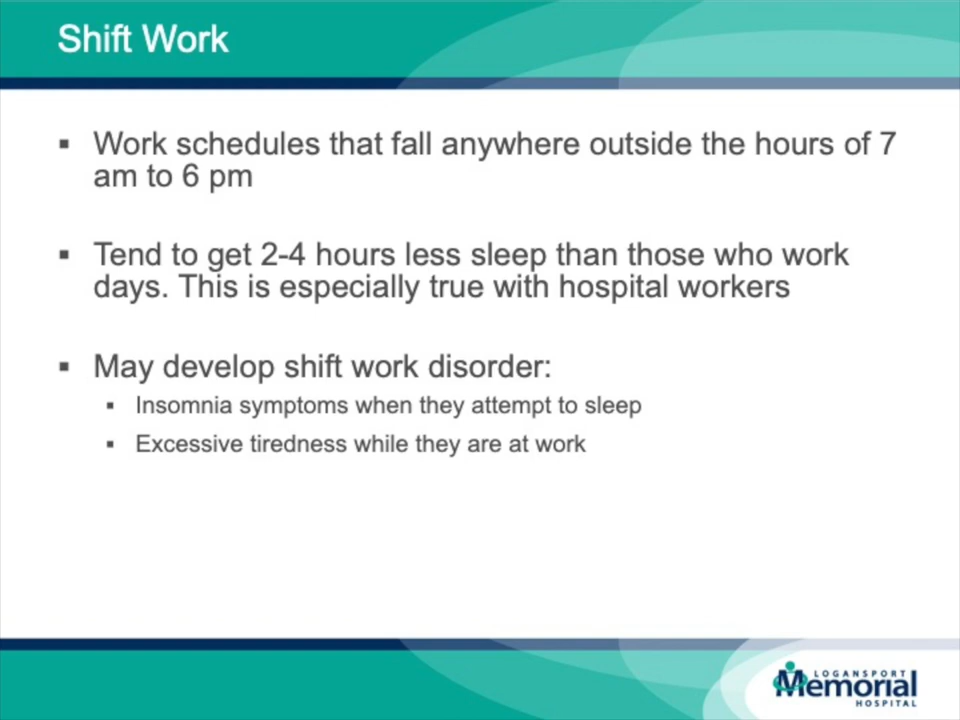 Shift Work
▪ Work schedules that fall anywhere outside the hours of 7
am to 6 pm
▪ Tend to get 2-4 hours less sleep than those who work
days. This is especially true with hospital workers
▪ May develop shift work disorder:
▪ Insomnia symptoms when they attempt to sleep
▪ Excessive tiredness while they are at work
LOGANSPORT
Memorial
HOSPITAL